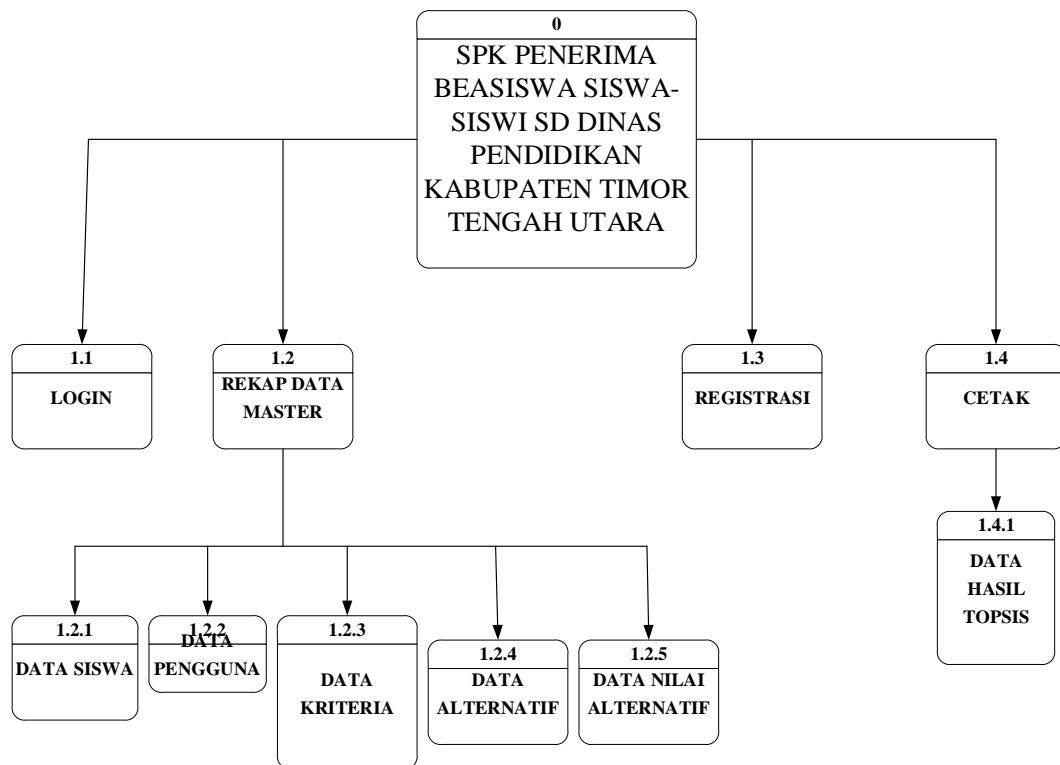 0
SPK PENERIMA
BEASISWA SISWA-
SISWI SD DINAS
PENDIDIKAN
KABUPATEN TIMOR
TENGAH UTARA
1.1
LOGIN
1.2
REKAP DATA
MASTER
1.3
REGISTRASI
1.4
CETAK
1.4.1
DATA
HASIL
TOPSIS
1.2.1
DATA SISWA
1.2.2
DATA
PENGGUNA
1.2.3
DATA
KRITERIA
1.2.4
DATA
ALTERNATIF
1.2.5
DATA NILAI
ALTERNATIF